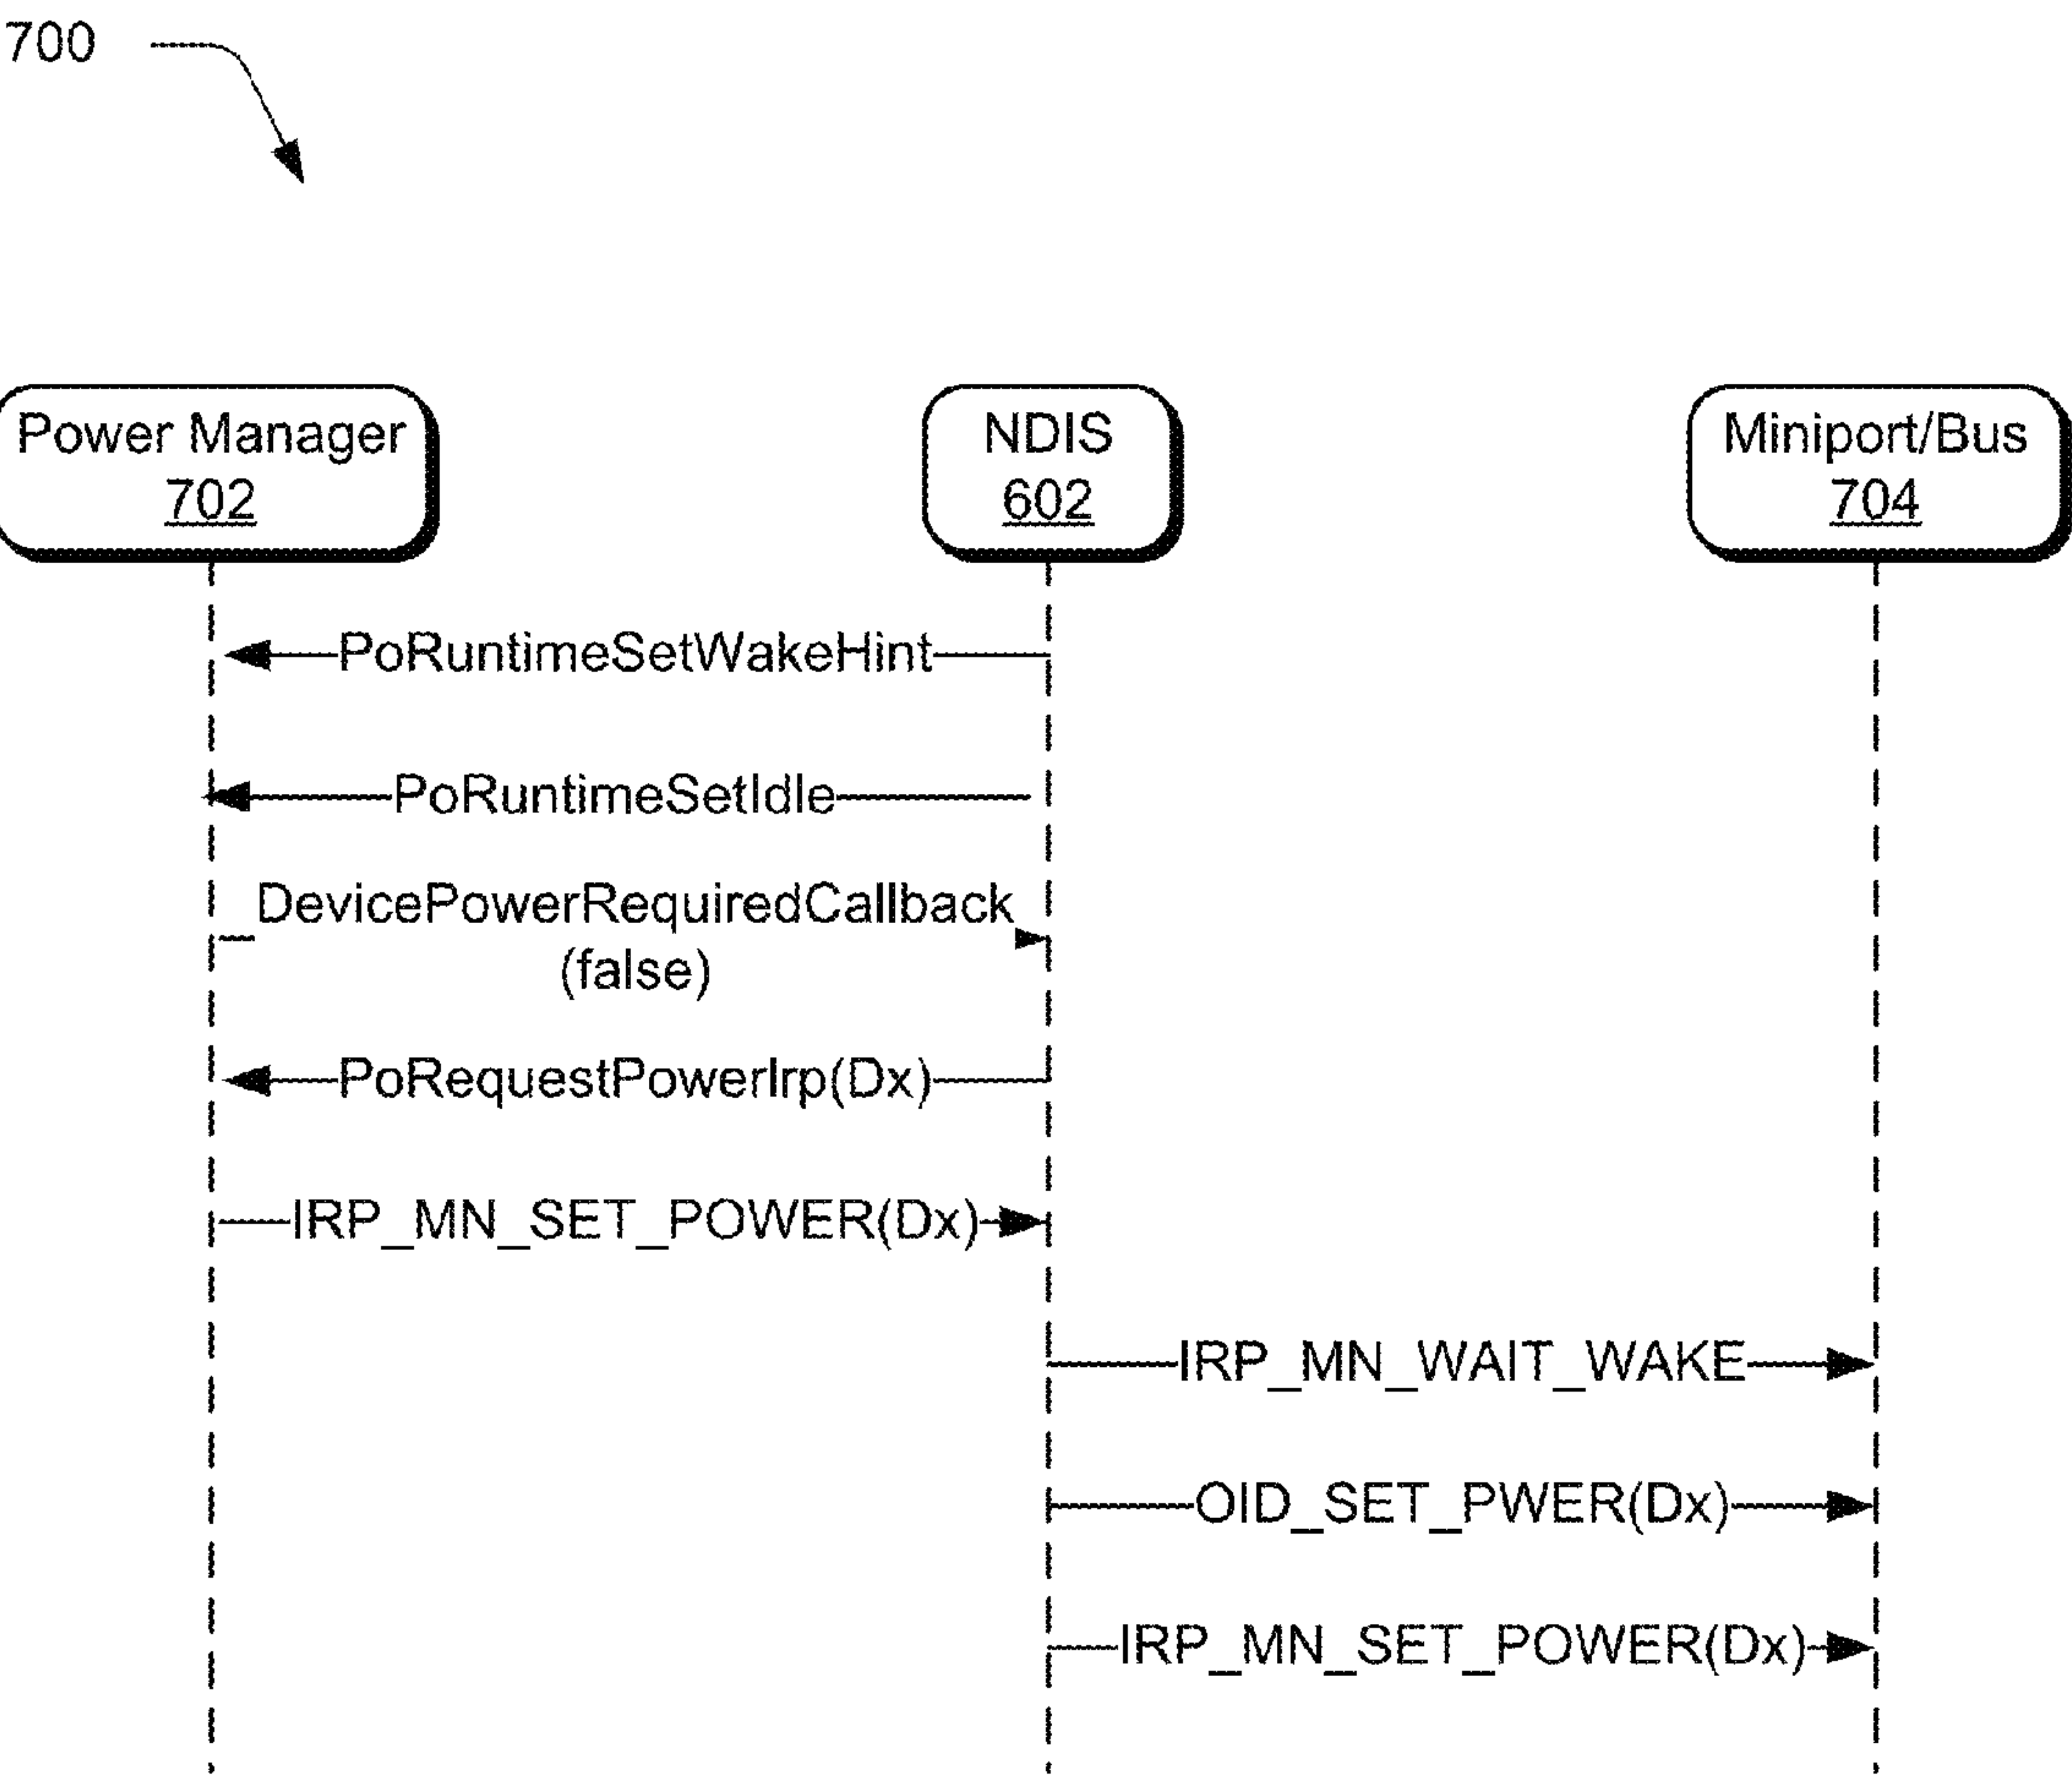 700
Power Manager
702
NDIS
602
Miniport/Bus
704
PoRuntimeSetWakeHint
PoRuntimeSetIdle
DevicePowerRequiredCallback
(false)
PoRequestPowerIrp(Dx)
IRP_MN_SET_POWER(Dx)
IRP_MN_WAIT_WAKE
OID_SET_PWER(Dx)
IRP_MN_SET_POWER(Dx)